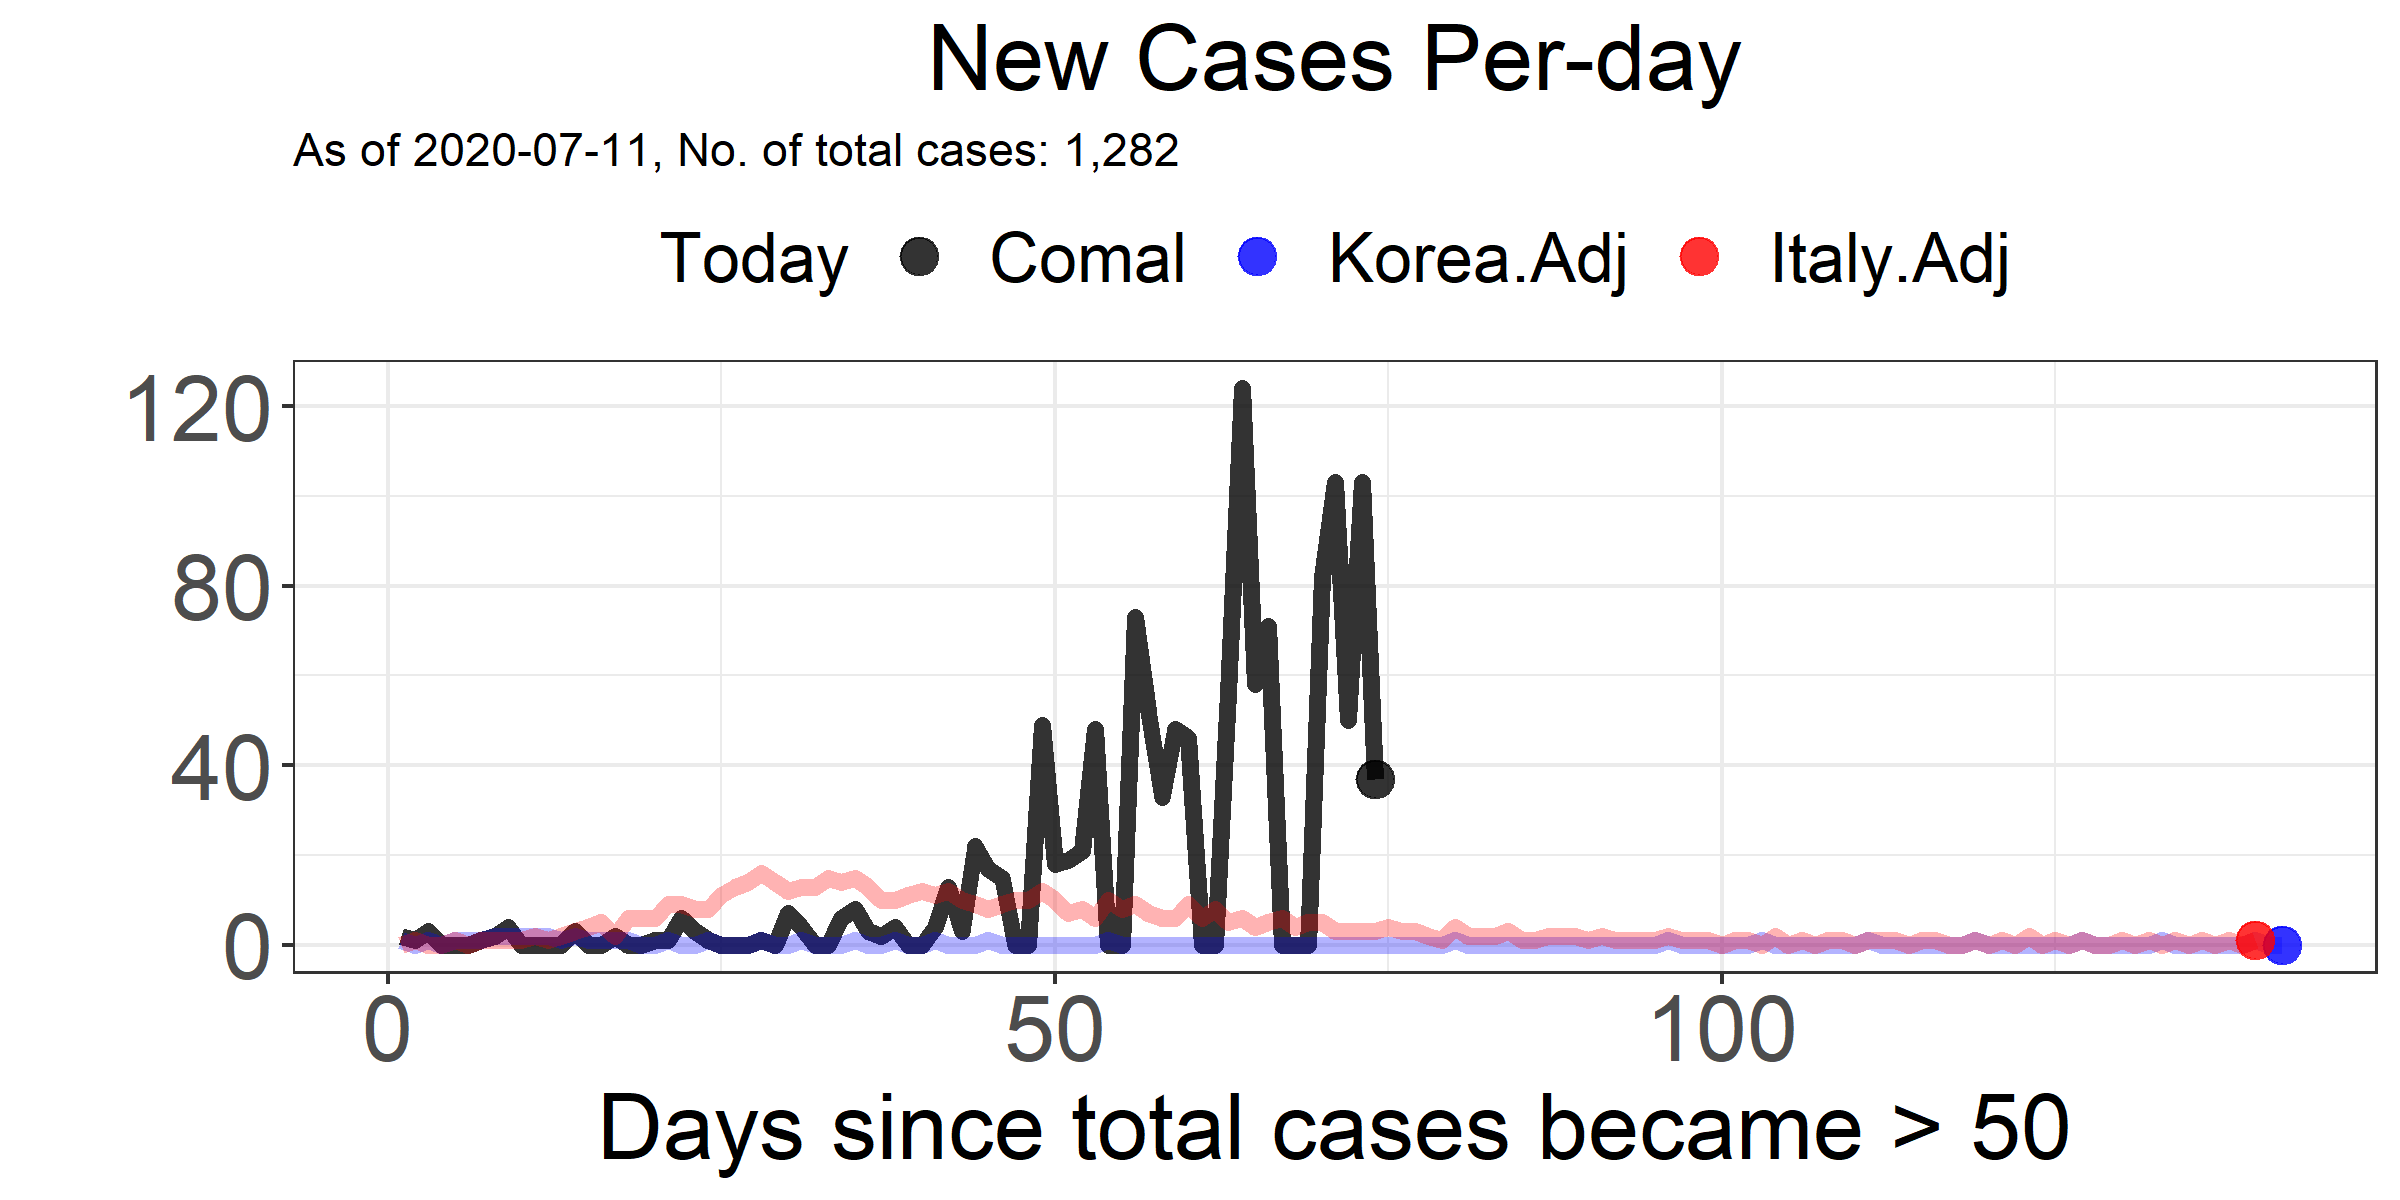 New Cases Per-day
As of 2020-07-11, No. of total cases: 1,282
Today Comal Korea.Adj Italy.Adj
120
80
40
0
0 50 100
Days since total cases became > 50